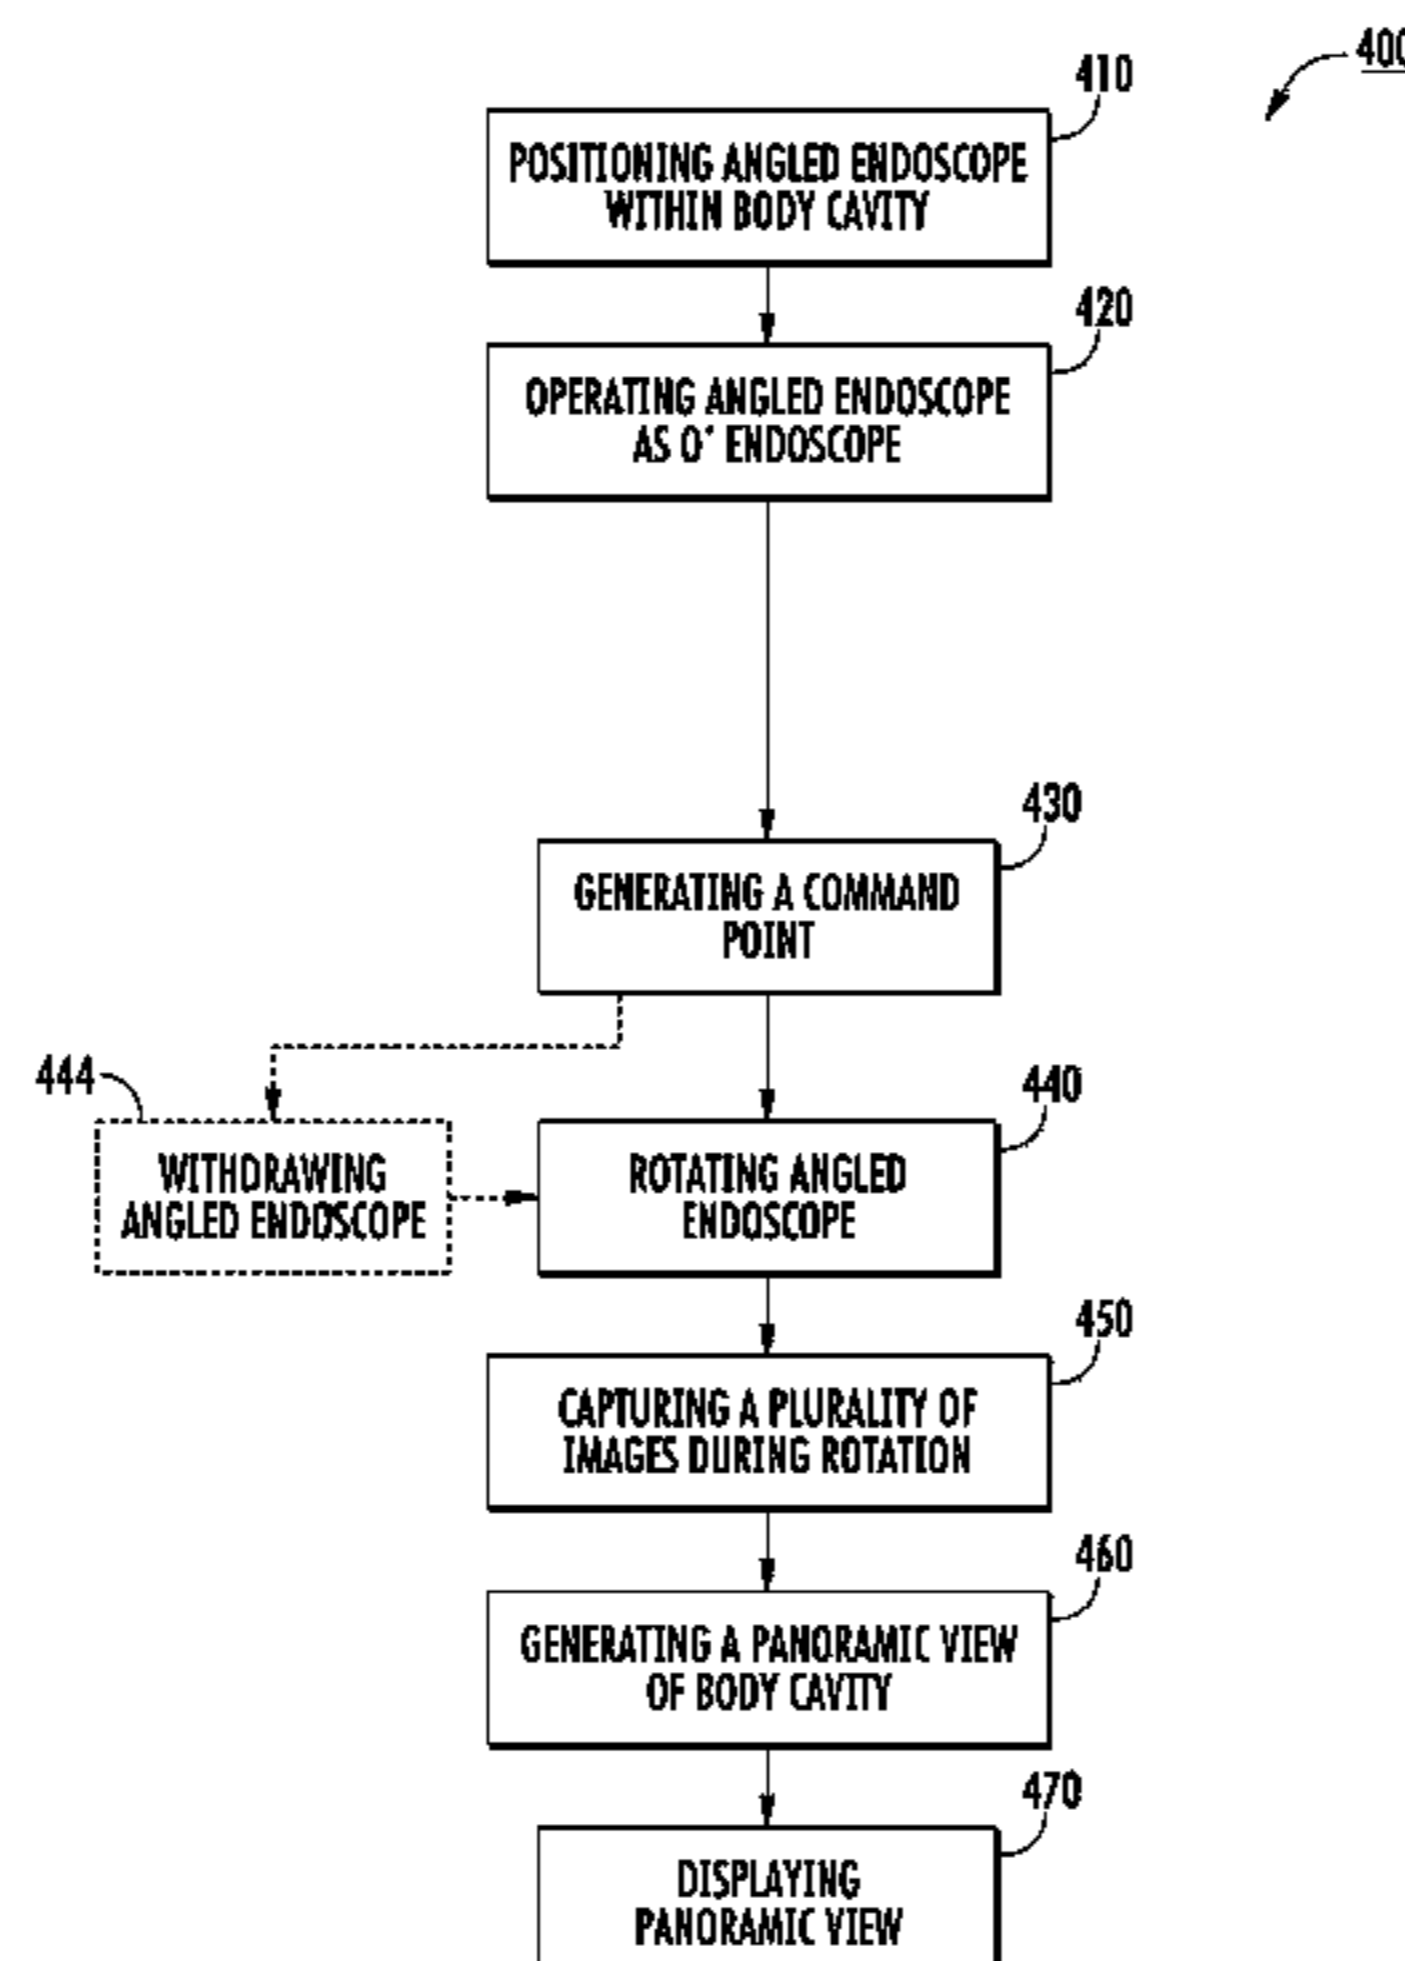 400
410
POSITIONING ANGLED ENDOSCOPE
WITHIN BODY CAVITY
420
OPERATING ANGLED ENDOSCOPE
AS 0° ENDOSCOPE
430
GENERATING A COMMAND
POINT
444
WITHDRAWING
ANGLED ENDOSCOPE
440
ROTATING ANGLED
ENDOSCOPE
450
CAPTURING A PLURALITY OF
IMAGES DURING ROTATION
460
GENERATING A PANORAMIC VIEW
OF BODY CAVITY
470
DISPLAYING
PANORAMIC VIEW